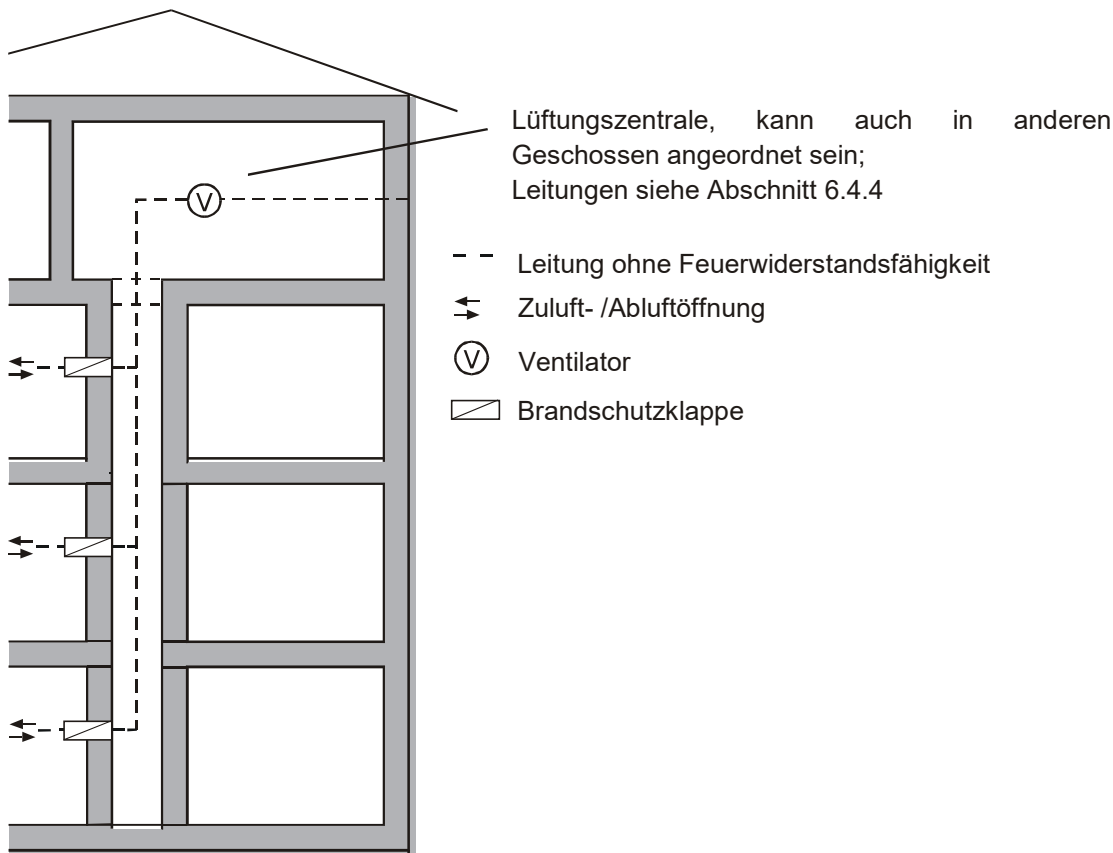 Lüftungszentrale, kann auch in anderen
Geschossen angeordnet sein;
Leitungen siehe Abschnitt 6.4.4
V
Leitung ohne Feuerwiderstandsfähigkeit
Zuluft- /Abluftöffnung
V Ventilator
Brandschutzklappe